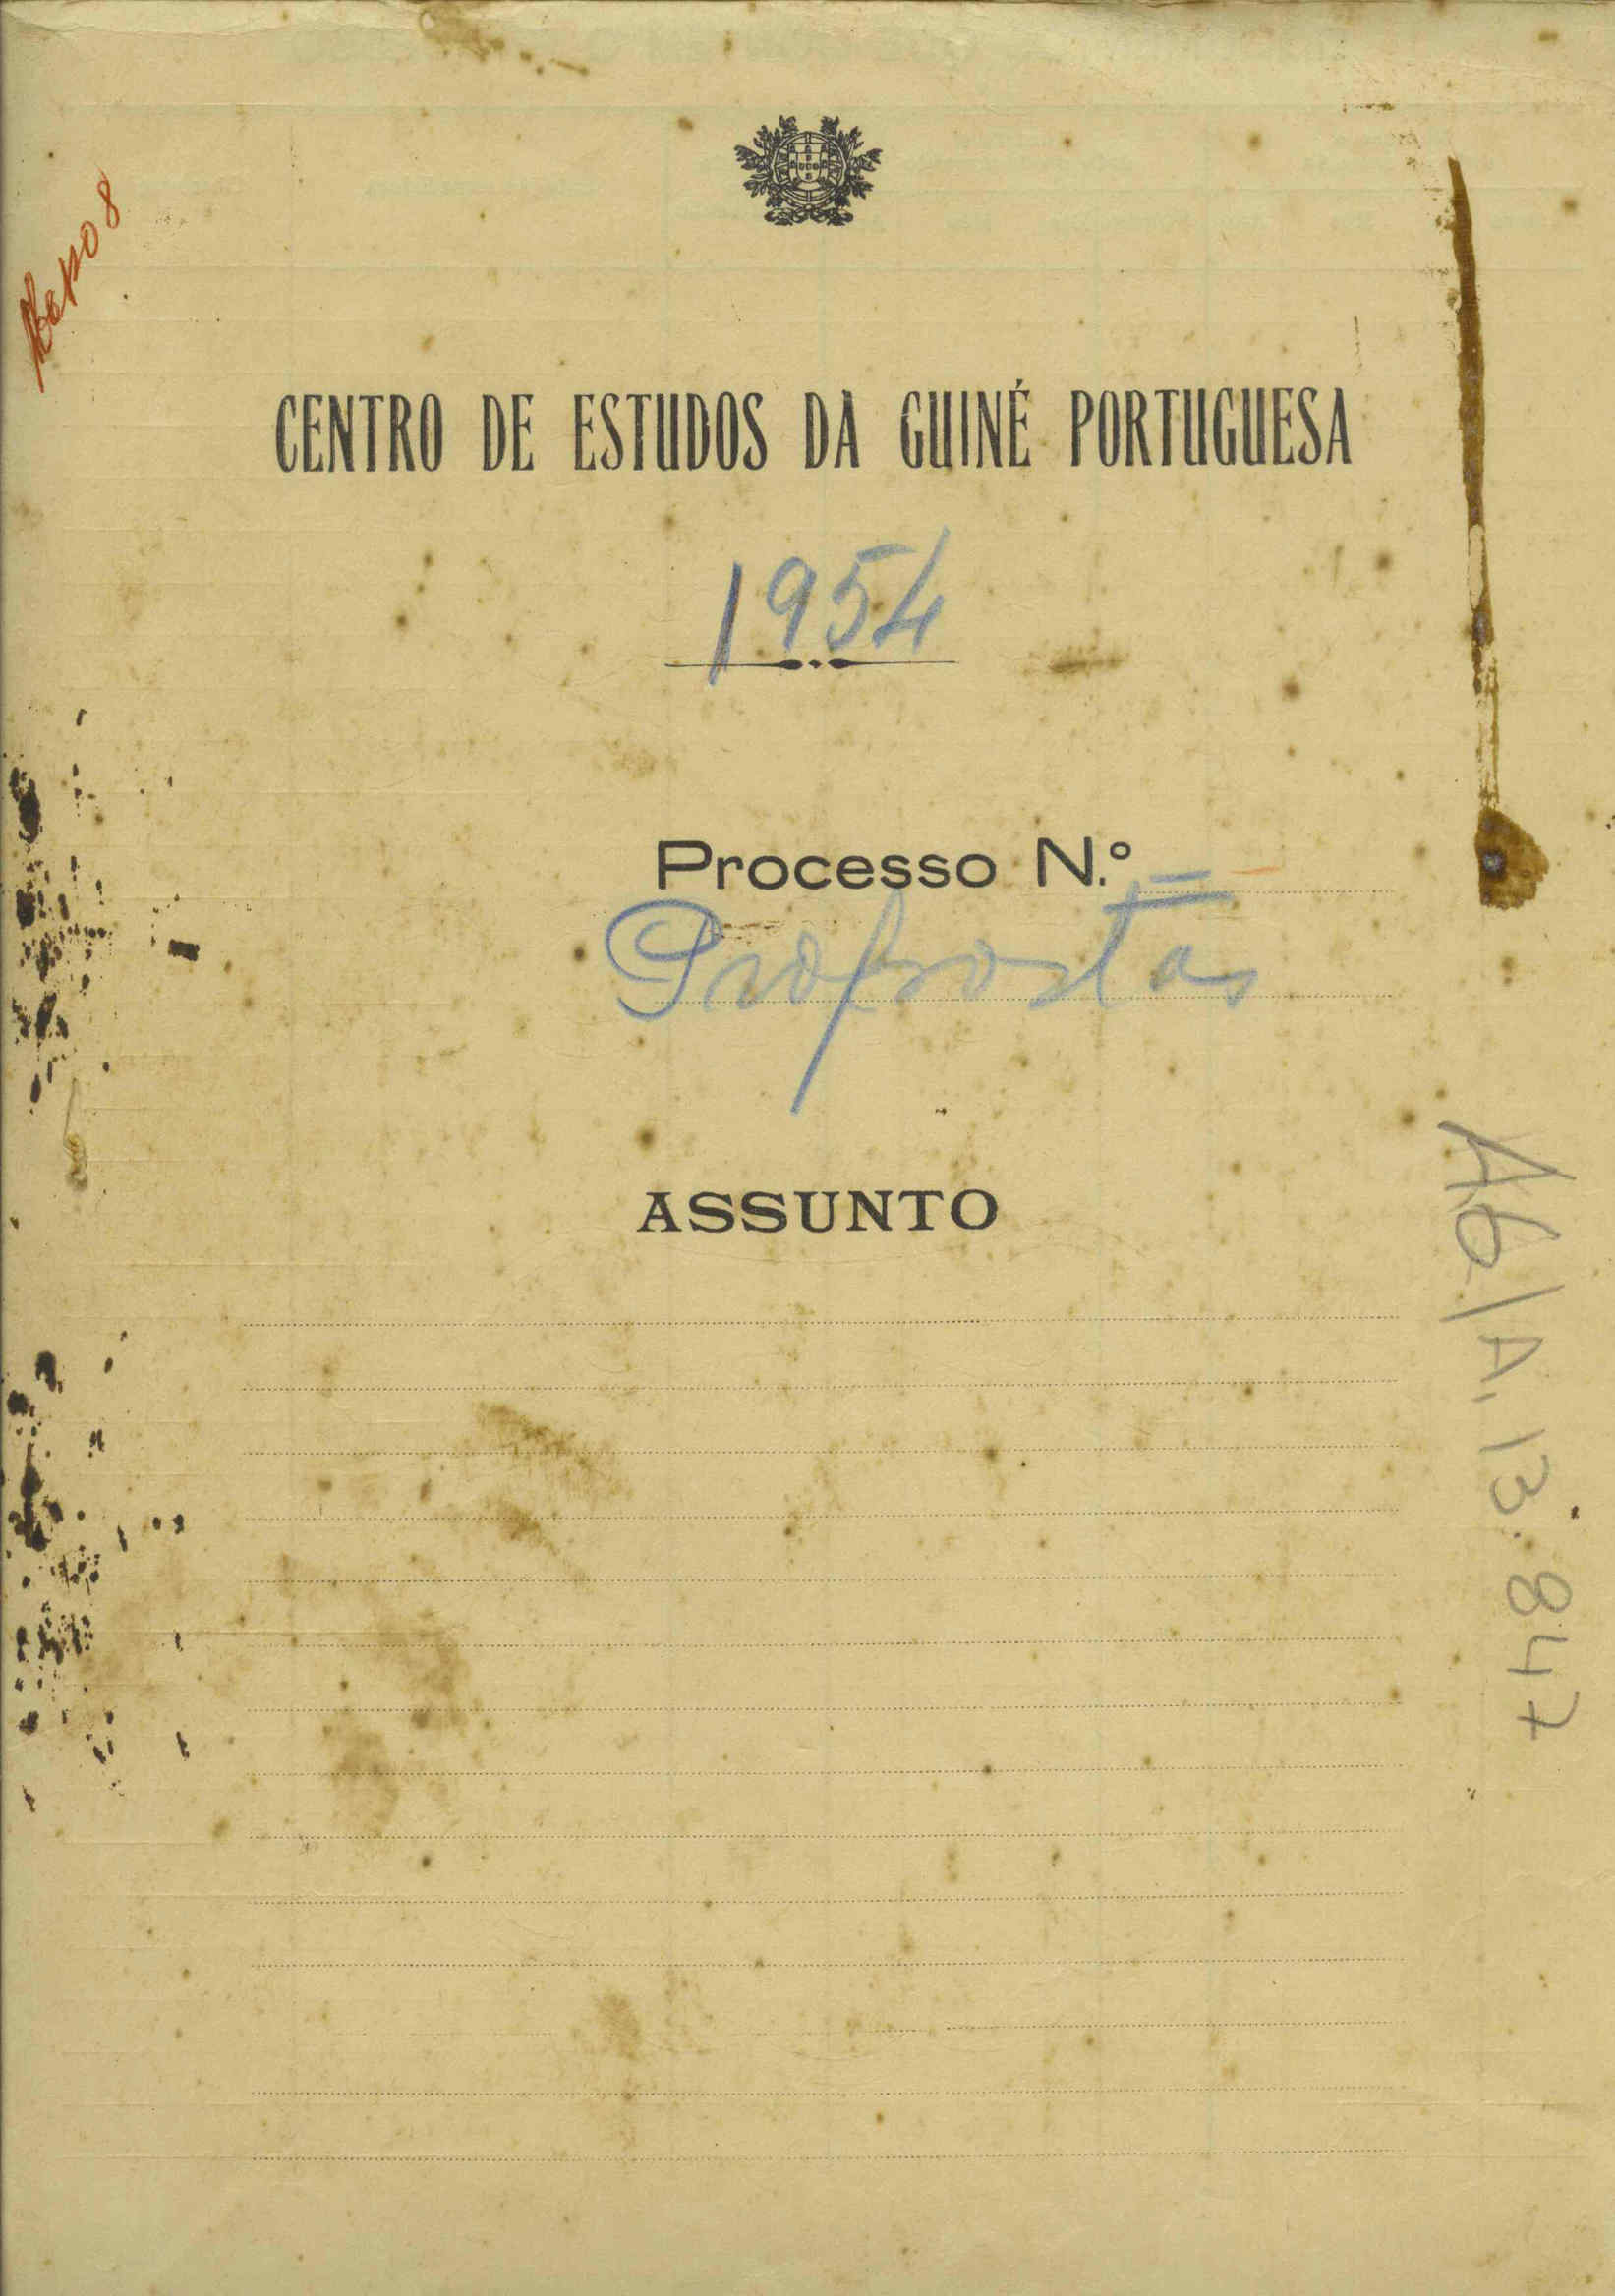 CENTRO DE ESTUDOS DA GUINÉ PORTUGUESA
1954
Processo N.º =
Propostas
ASSUNTO
A6/A.13.847